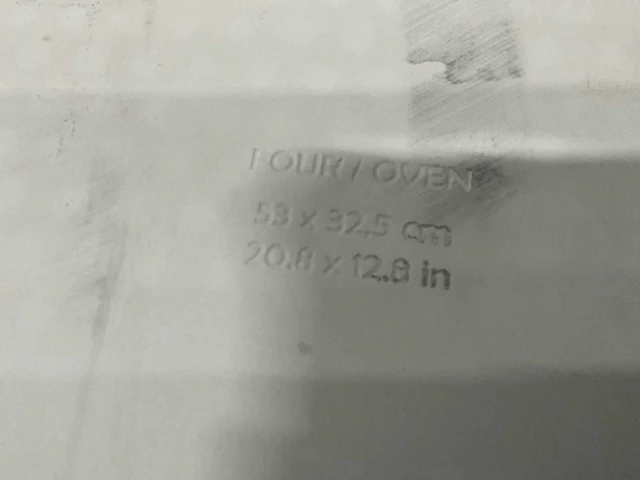 FOUR / OVEN
53 x 32,5 cm
20.8 x 12.8 in